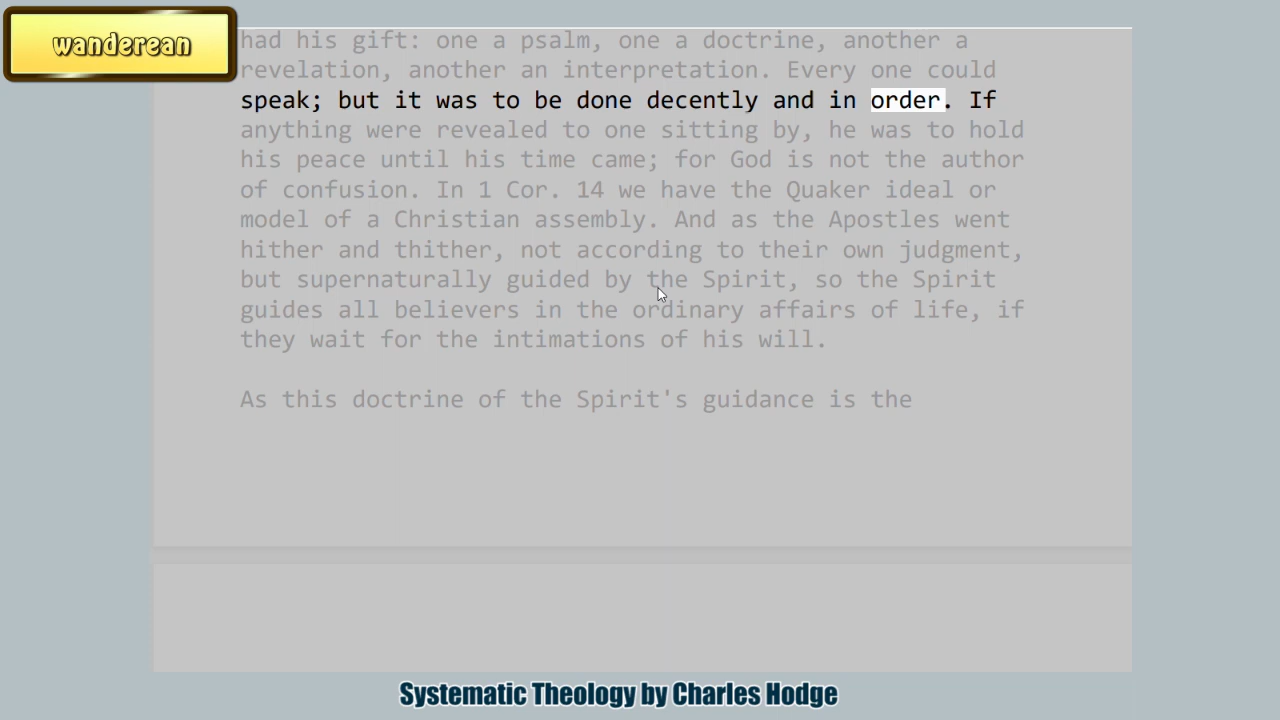 wanderean
had his gift: one a psalm, one a doctrine, another a
revelation, another an interpretation. Every one could
speak; but it was to be done decently and in order. If
anything were revealed to one sitting by, he was to hold
his peace until his time came; for God is not the author
of confusion. In 1 Cor. 14 we have the Quaker ideal or
model of a Christian assembly. And as the Apostles went
hither and thither, not according to their own judgment,
but supernaturally guided by the Spirit, so the Spirit
guides all believers in the ordinary affairs of life, if
they wait for the intimations of his will.
As this doctrine of the Spirit's guidance is the
Systematic Theology by Charles Hodge